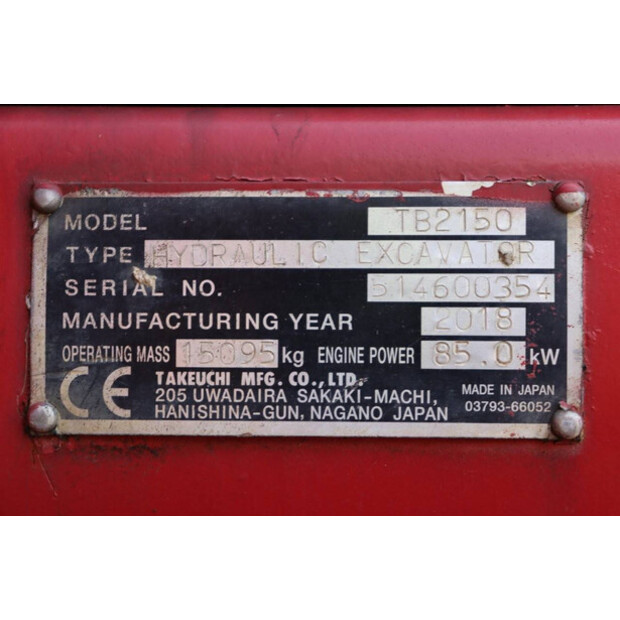 MODEL TB2150
TYPE HYDRAULIC EXCAVATOR
SERIAL NO. 514600354
MANUFACTURING YEAR 2018
OPERATING MASS 15095 kg ENGINE POWER 85.0 kW
CE TAKEUCHI MFG. CO., LTD.
205 UWADAIRA SAKAKI-MACHI,
HANISHINA-GUN, NAGANO JAPAN
MADE IN JAPAN
03793-66052